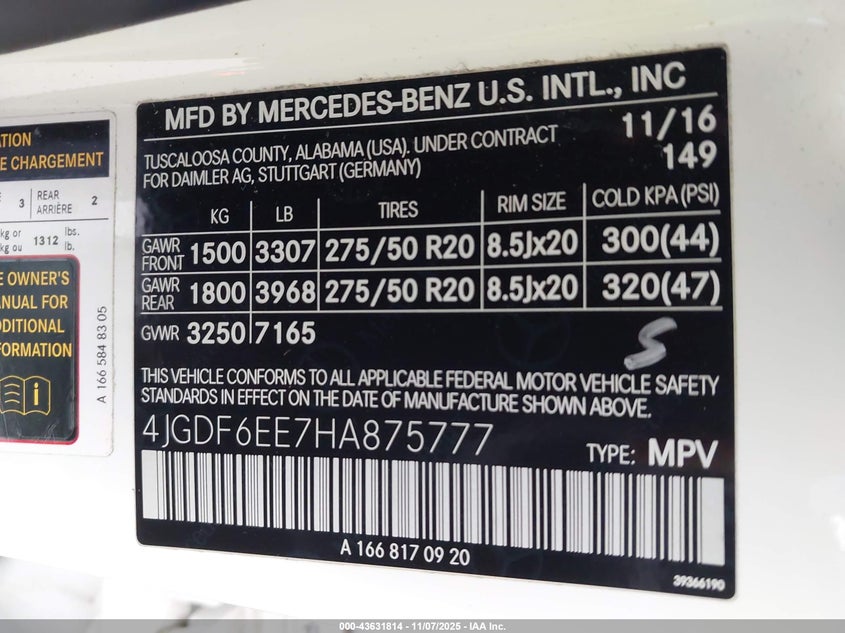 ATION
E CHARGEMENT
3 REAR ARRIÈRE 2
kg or kg ou 1312 lbs. lb.
E OWNER'S
ANUAL FOR
DDITIONAL
FORMATION
A 166 584 83 05
MFD BY MERCEDES-BENZ U.S. INTL., INC
TUSCALOOSA COUNTY, ALABAMA (USA). UNDER CONTRACT 11/16
FOR DAIMLER AG, STUTTGART (GERMANY) 149
KG LB TIRES RIM SIZE COLD KPA (PSI)
GAWR FRONT 1500 3307 275/50 R20 8.5Jx20 300(44)
GAWR REAR 1800 3968 275/50 R20 8.5Jx20 320(47)
GVWR 3250 7165
S
THIS VEHICLE CONFORMS TO ALL APPLICABLE FEDERAL MOTOR VEHICLE SAFETY
STANDARDS IN EFFECT ON THE DATE OF MANUFACTURE SHOWN ABOVE.
4JGDF6EE7HA875777 TYPE: MPV
A 166 817 09 20
39366190
000-43631814 - 11/07/2025 - IAA Inc.